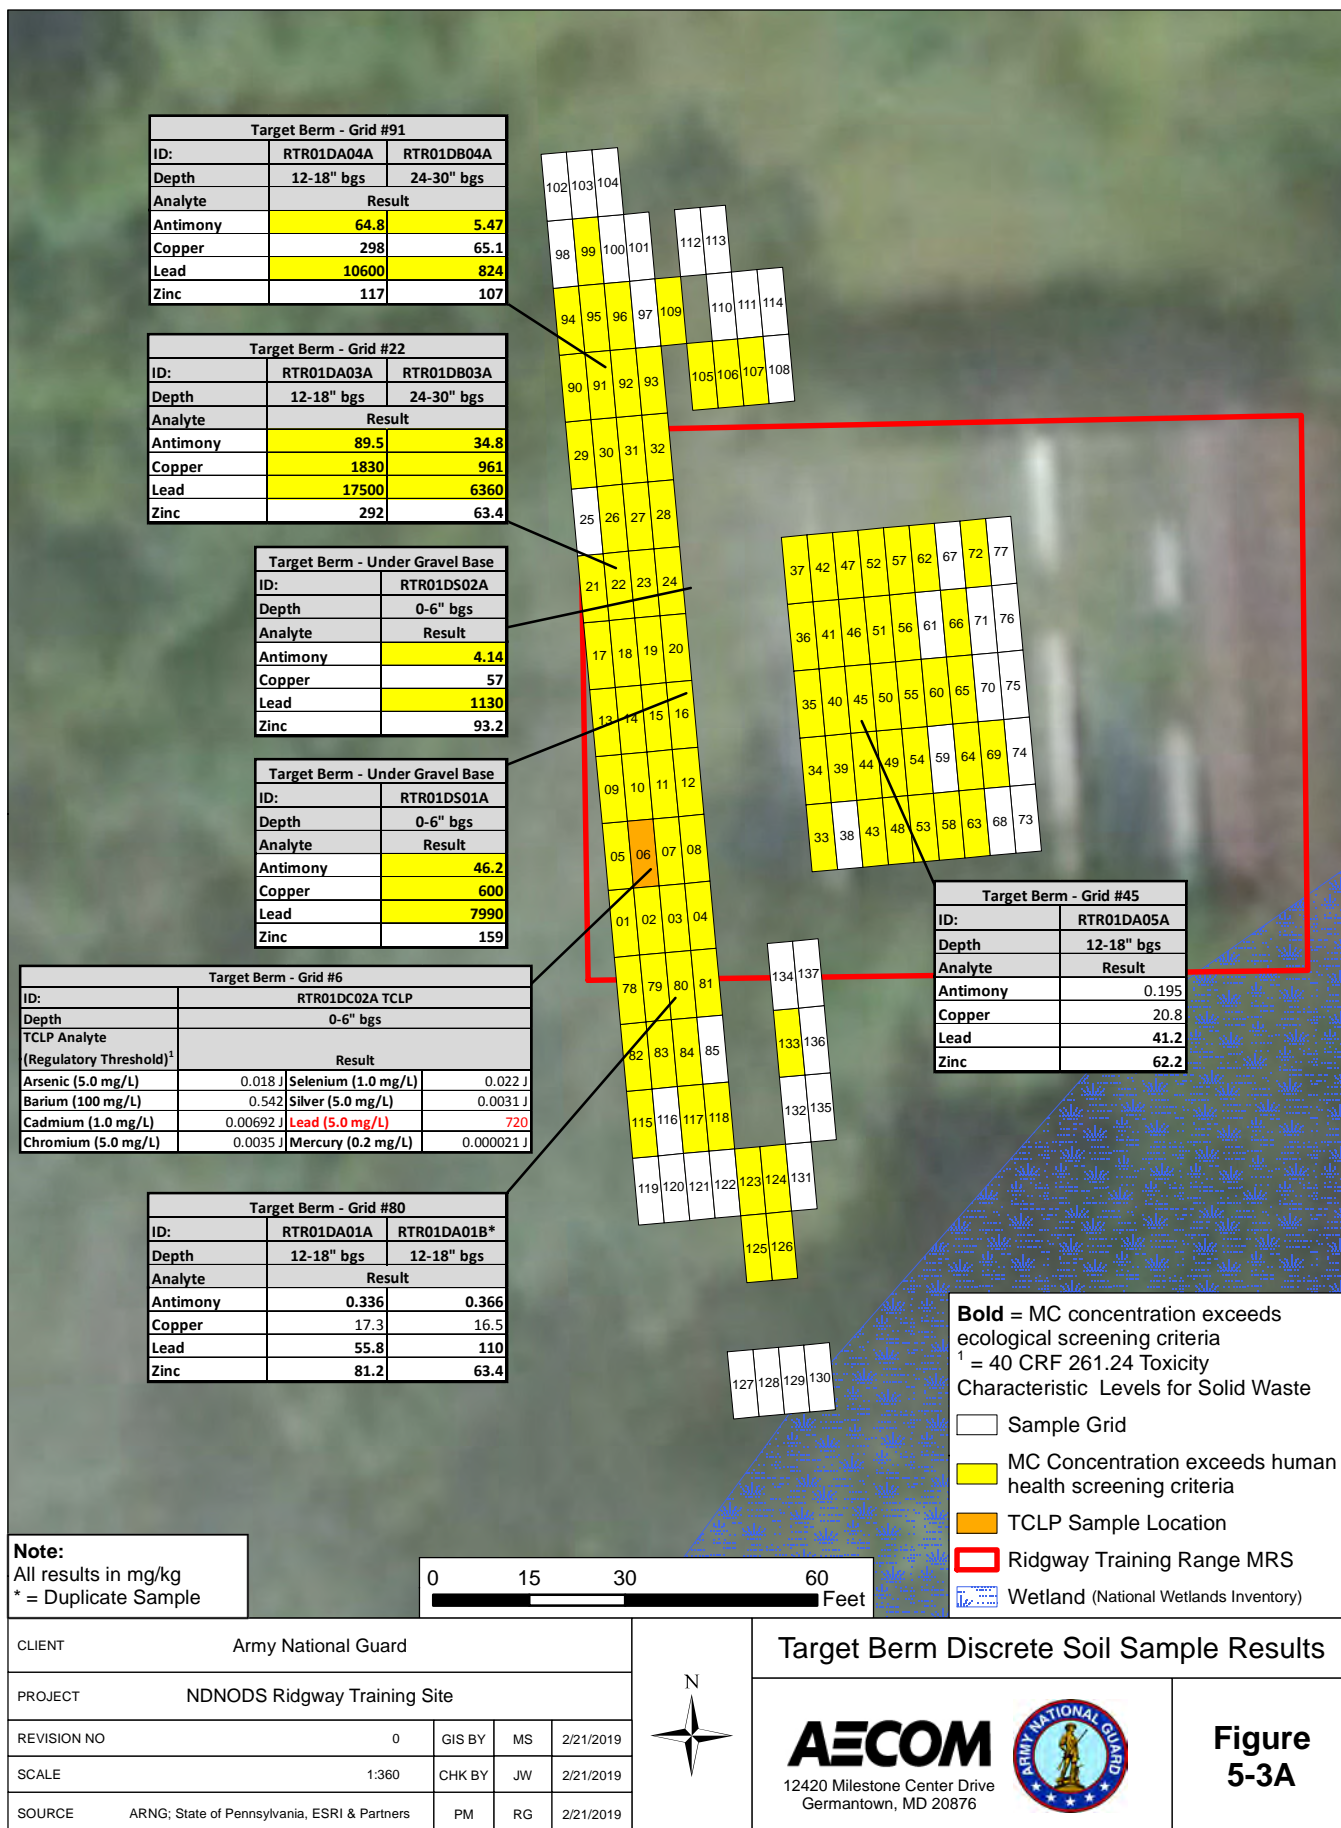 Target Berm - Grid #91
ID: RTR01DA04A RTR01DB04A
Depth 12-18" bgs 24-30" bgs
Analyte Result
Antimony 64.8 5.47
Copper 298 65.1
Lead 10600 824
Zinc 117 107
Target Berm - Grid #22
ID: RTR01DA03A RTR01DB03A
Depth 12-18" bgs 24-30" bgs
Analyte Result
Antimony 89.5 34.8
Copper 1830 961
Lead 17500 6360
Zinc 292 63.4
Target Berm - Under Gravel Base
ID: RTR01DS02A
Depth 0-6" bgs
Analyte Result
Antimony 4.14
Copper 57
Lead 1130
Zinc 93.2
Target Berm - Under Gravel Base
ID: RTR01DS01A
Depth 0-6" bgs
Analyte Result
Antimony 46.2
Copper 600
Lead 7990
Zinc 159
Target Berm - Grid #6
ID: RTR01DC02A TCLP
Depth 0-6" bgs
TCLP Analyte
(Regulatory Threshold)1 Result
Arsenic (5.0 mg/L) 0.018 J Selenium (1.0 mg/L) 0.022 J
Barium (100 mg/L) 0.542 Silver (5.0 mg/L) 0.0031 J
Cadmium (1.0 mg/L) 0.00692 J Lead (5.0 mg/L) 720
Chromium (5.0 mg/L) 0.0035 J Mercury (0.2 mg/L) 0.000021 J
Target Berm - Grid #80
ID: RTR01DA01A RTR01DA01B*
Depth 12-18" bgs 12-18" bgs
Analyte Result
Antimony 0.336 0.366
Copper 17.3 16.5
Lead 55.8 110
Zinc 81.2 63.4
102 103 104
98 99 100 101 112 113
94 95 96 97 109 110 111 114
90 91 92 93 105 106 107 108
29 30 31 32
25 26 27 28
21 22 23 24
17 18 19 20
13 14 15 16
09 10 11 12
05 06 07 08
01 02 03 04
78 79 80 81
82 83 84 85
115 116 117 118
119 120 121 122 123 124 131
125 126
134 137
133 136
132 135
127 128 129 130
37 42 47 52 57 62 67 72 77
36 41 46 51 56 61 66 71 76
35 40 45 50 55 60 65 70 75
34 39 44 49 54 59 64 69 74
33 38 43 48 53 58 63 68 73
Target Berm - Grid #45
ID: RTR01DA05A
Depth 12-18" bgs
Analyte Result
Antimony 0.195
Copper 20.8
Lead 41.2
Zinc 62.2
Bold = MC concentration exceeds
ecological screening criteria
1 = 40 CRF 261.24 Toxicity
Characteristic Levels for Solid Waste
Sample Grid
MC Concentration exceeds human
health screening criteria
TCLP Sample Location
Ridgway Training Range MRS
Wetland (National Wetlands Inventory)
Note:
All results in mg/kg
* = Duplicate Sample
0 15 30 60
Feet
CLIENT Army National Guard
PROJECT NDNODS Ridgway Training Site
REVISION NO 0 GIS BY MS 2/21/2019
SCALE 1:360 CHK BY JW 2/21/2019
SOURCE ARNG; State of Pennsylvania, ESRI & Partners PM RG 2/21/2019
N
Target Berm Discrete Soil Sample Results
AECOM
12420 Milestone Center Drive
Germantown, MD 20876
ARMY NATIONAL GUARD
Figure
5-3A